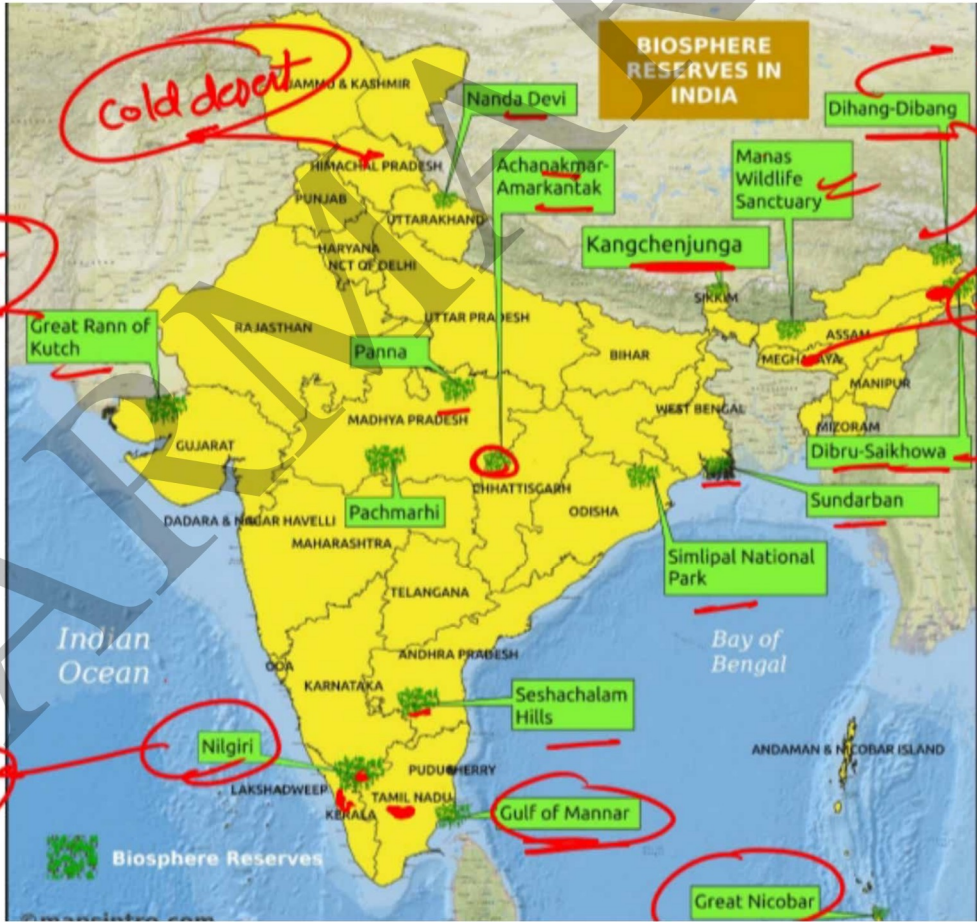 BIOSPHERE
RESERVES IN
INDIA
Cold desert
JAMMU & KASHMIR
Nanda Devi
Dihang-Dibang
HIMACHAL PRADESH
Achanakmar-
Amarkantak
Manas
Wildlife
Sanctuary
PUNJAB
UTTARAKHAND
Kangchenjunga
HARYANA
NCT OF DELHI
SIKKIM
Great Rann of
Kutch
RAJASTHAN
UTTAR PRADESH
Panna
BIHAR
ASSAM
MEGHALAYA
MANIPUR
MADHYA PRADESH
WEST BENGAL
MIZORAM
GUJARAT
Dibru-Saikhowa
CHHATTISGARH
Sundarban
DADARA & NAGAR HAVELLI
Pachmarhi
ODISHA
MAHARASHTRA
Simlipal National
Park
TELANGANA
Indian
Ocean
Bay of
Bengal
ANDHRA PRADESH
GOA
KARNATAKA
Seshachalam
Hills
Nilgiri
ANDAMAN & NICOBAR ISLAND
PUDUCHERRY
LAKSHADWEEP
TAMIL NADU
KERALA
Gulf of Mannar
Biosphere Reserves
Great Nicobar
©mapsintro.com